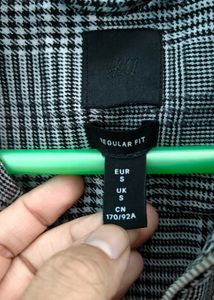 H&M
REGULAR FIT
EUR
S
UK
S
CN
170/92A